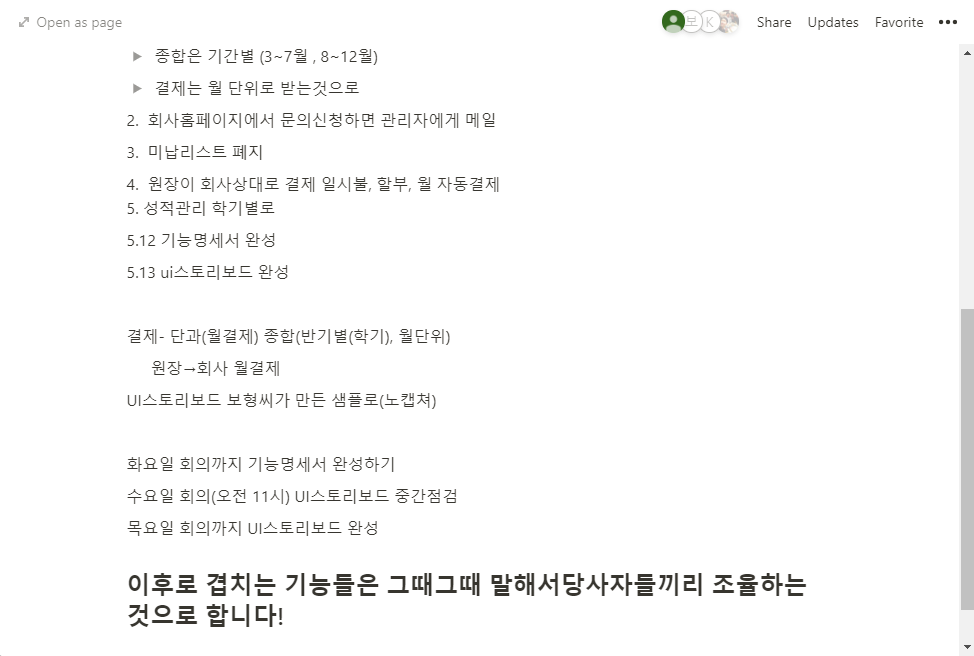 Open as page
보 K
Share Updates Favorite •••
종합은 기간별 (3~7월 , 8~12월)
결제는 월 단위로 받는것으로
2. 회사홈페이지에서 문의신청하면 관리자에게 메일
3. 미납리스트 폐지
4. 원장이 회사상대로 결제 일시불, 할부, 월 자동결제
5. 성적관리 학기별로
5.12 기능명세서 완성
5.13 ui스토리보드 완성
결제- 단과(월결제) 종합(반기별(학기), 월단위)
원장→회사 월결제
UI스토리보드 보형씨가 만든 샘플로(노캡쳐)
화요일 회의까지 기능명세서 완성하기
수요일 회의(오전 11시) UI스토리보드 중간점검
목요일 회의까지 UI스토리보드 완성
이후로 겹치는 기능들은 그때그때 말해서당사자들끼리 조율하는
것으로 합니다!